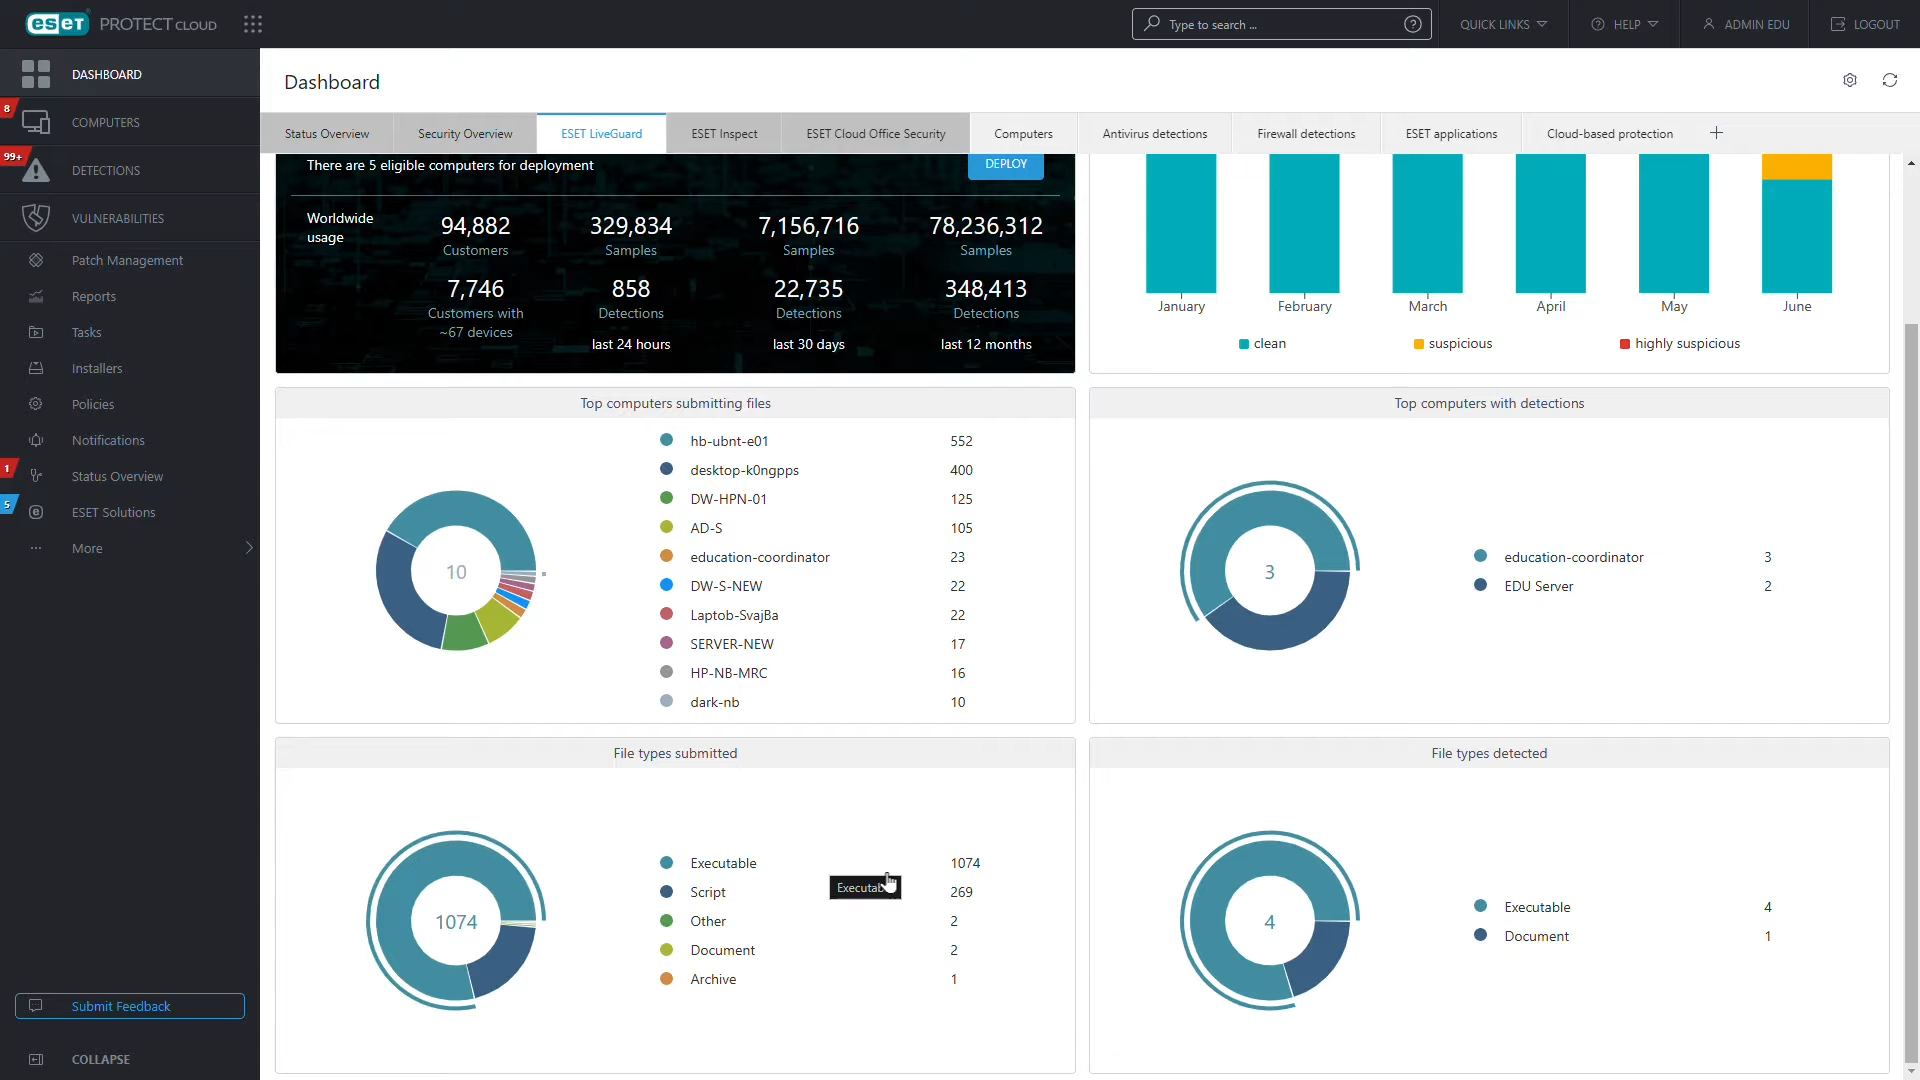 eset PROTECT CLOUD
Type to search ...
QUICK LINKS
HELP
ADMIN EDU
LOGOUT
DASHBOARD
8
COMPUTERS
99+
DETECTIONS
VULNERABILITIES
Patch Management
Reports
Tasks
Installers
Policies
Notifications
1
Status Overview
5
ESET Solutions
More
Submit Feedback
COLLAPSE
Dashboard
Status Overview
Security Overview
ESET LiveGuard
ESET Inspect
ESET Cloud Office Security
Computers
Antivirus detections
Firewall detections
ESET applications
Cloud-based protection
There are 5 eligible computers for deployment
DEPLOY
Worldwide
usage
94,882
Customers
329,834
Samples
7,156,716
Samples
78,236,312
Samples
7,746
Customers with
~67 devices
858
Detections
last 24 hours
22,735
Detections
last 30 days
348,413
Detections
last 12 months
January
February
March
April
May
June
clean
suspicious
highly suspicious
Top computers submitting files
10
hb-ubnt-e01 552
desktop-k0ngpps 400
DW-HPN-01 125
AD-S 105
education-coordinator 23
DW-S-NEW 22
Laptob-SvajBa 22
SERVER-NEW 17
HP-NB-MRC 16
dark-nb 10
Top computers with detections
3
education-coordinator 3
EDU Server 2
File types submitted
1074
Executable 1074
Script 269
Other 2
Document 2
Archive 1
File types detected
4
Executable 4
Document 1